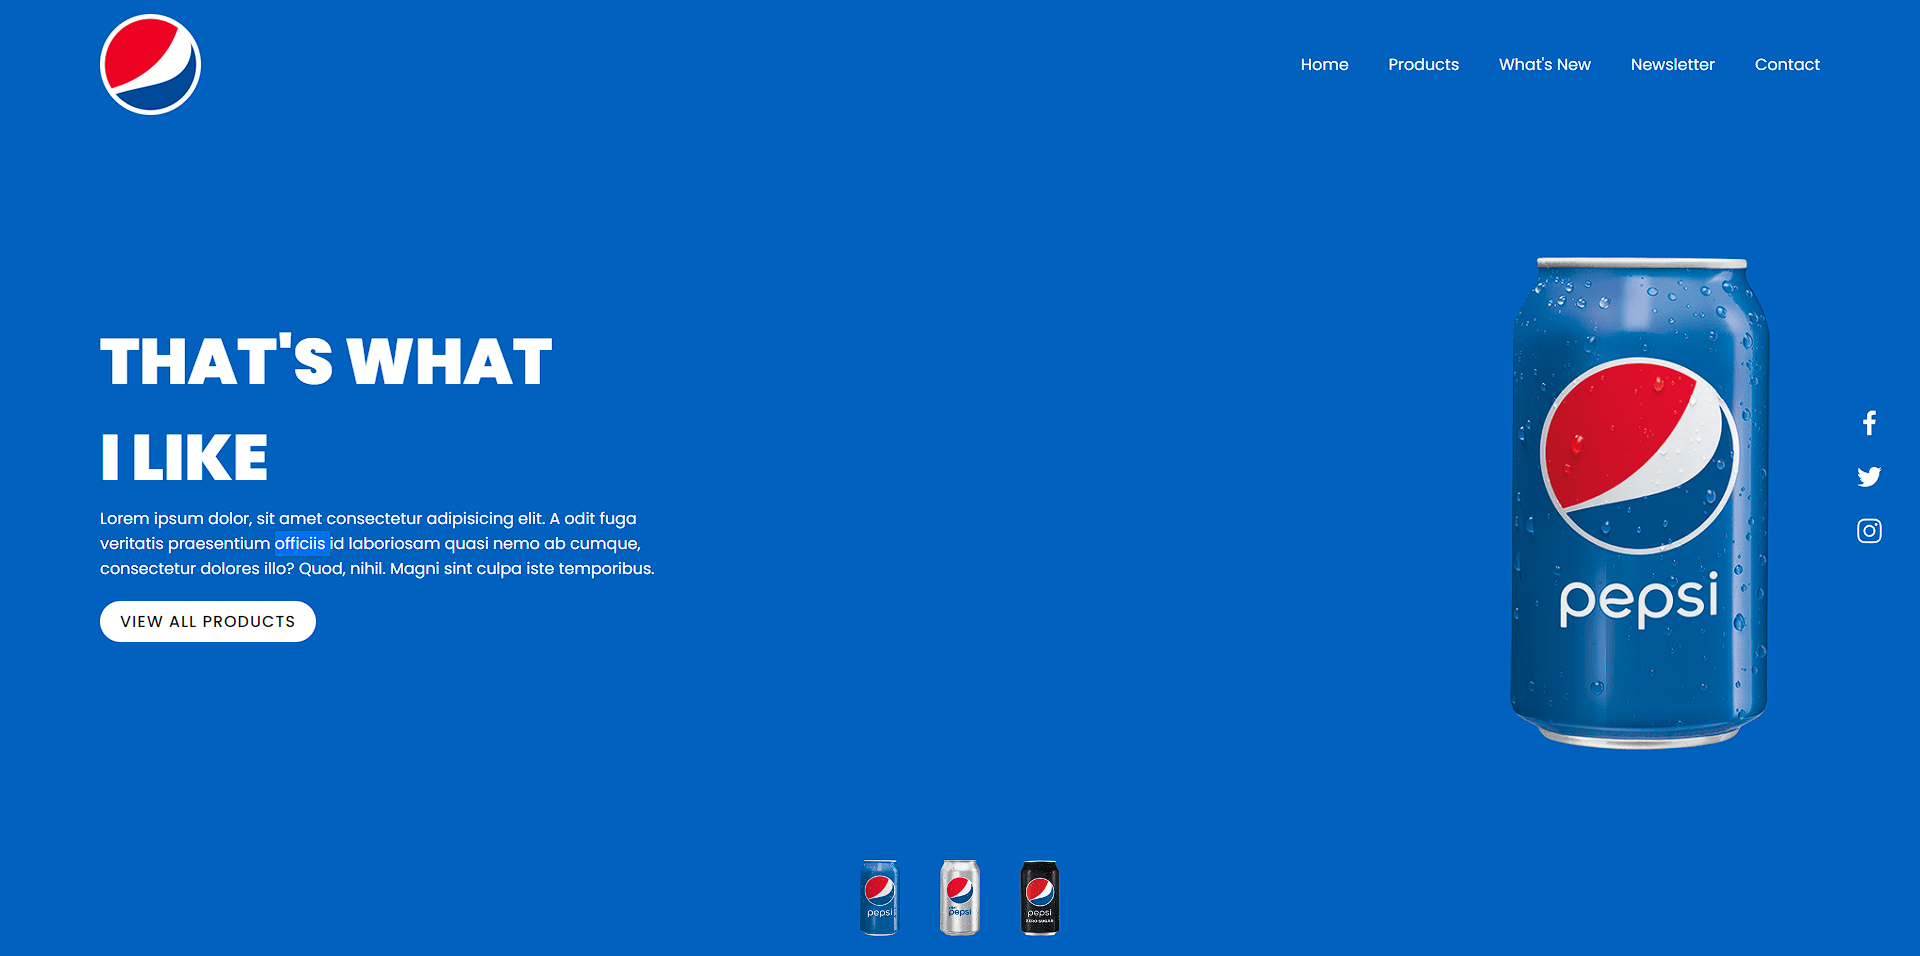 Home Products What's New Newsletter Contact
THAT'S WHAT
I LIKE
Lorem ipsum dolor, sit amet consectetur adipisicing elit. A odit fuga
veritatis praesentium officiis id laboriosam quasi nemo ab cumque,
consectetur dolores illo? Quod, nihil. Magni sint culpa iste temporibus.
VIEW ALL PRODUCTS
pepsi
pepsi
pepsi
pepsi
ZERO SUGAR